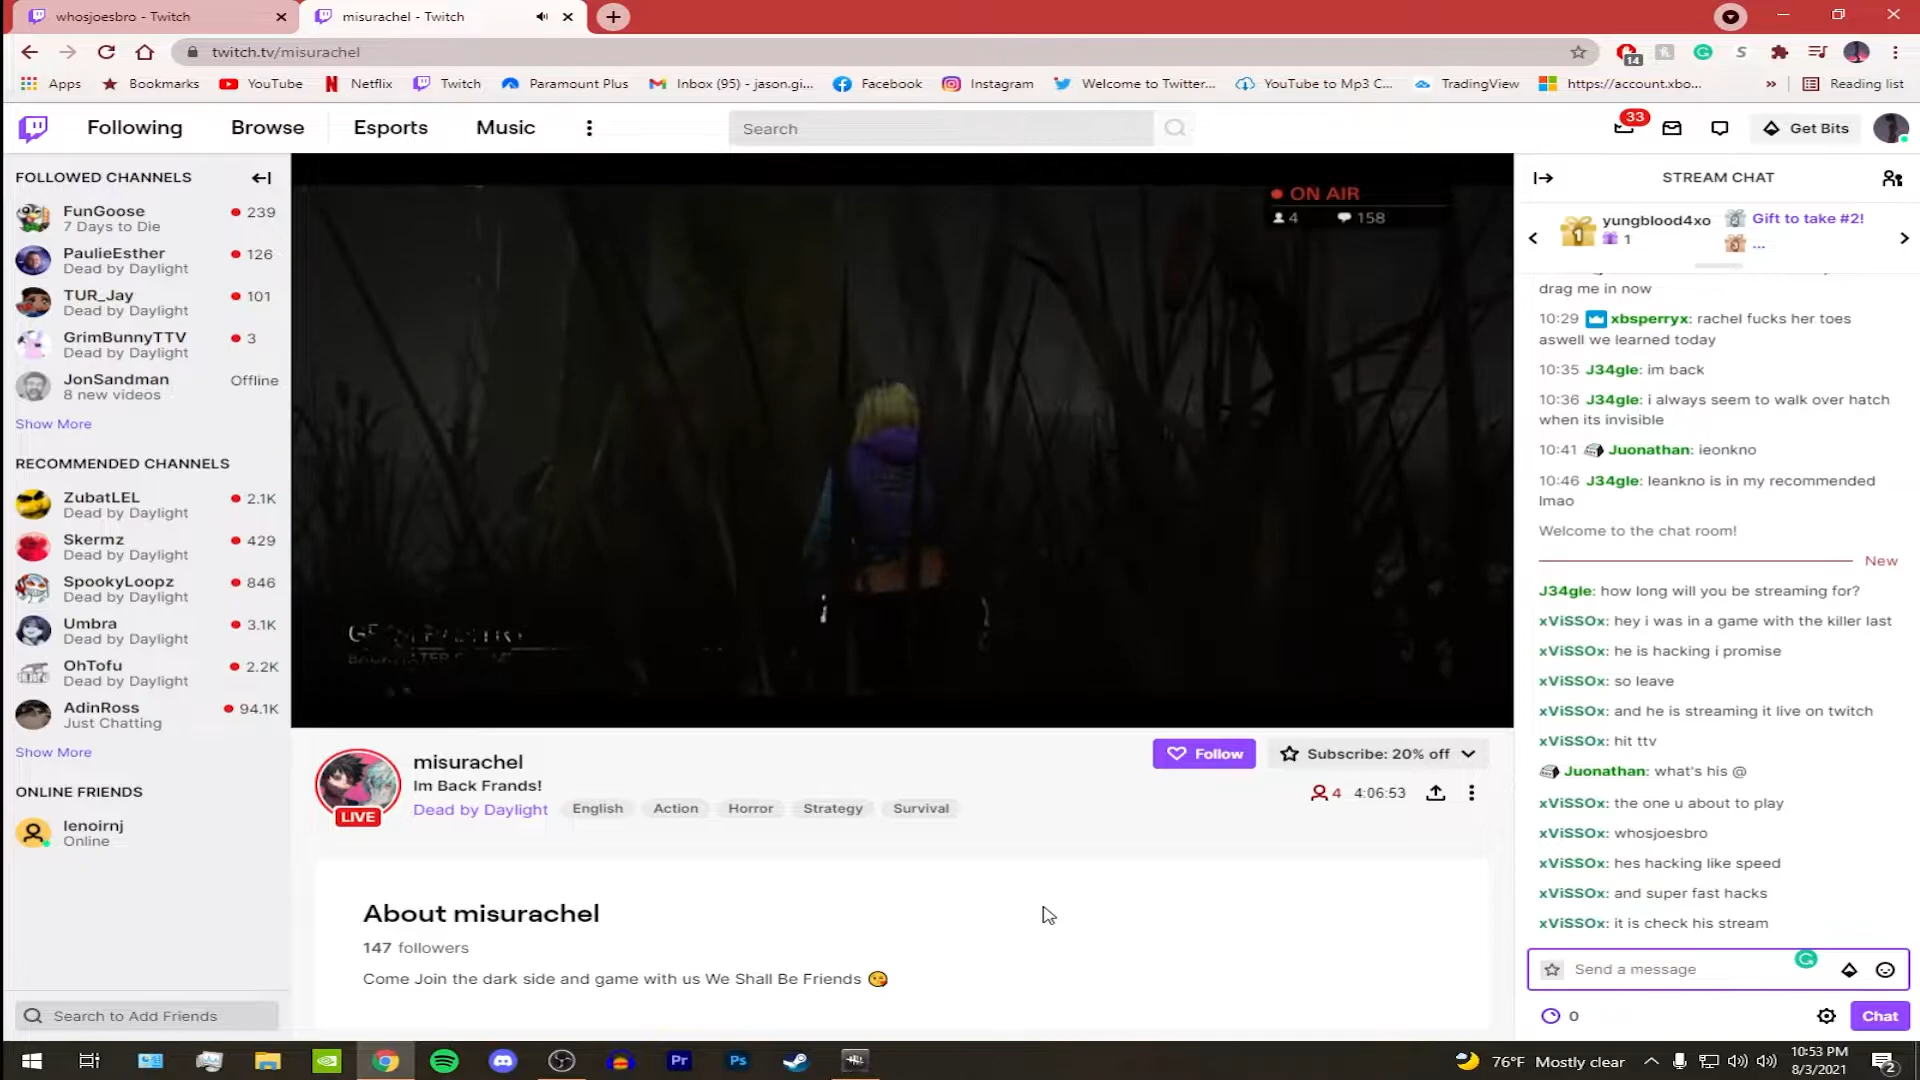 whosjoesbro - Twitch
misurachel - Twitch
twitch.tv/misurachel
14
S
Apps
Bookmarks
YouTube
Netflix
Twitch
Paramount Plus
Inbox (95) - jason.gi...
Facebook
Instagram
Welcome to Twitter...
YouTube to Mp3 C...
TradingView
https://account.xbo...
»
Reading list
Following
Browse
Esports
Music
Search
33
Get Bits
FOLLOWED CHANNELS
FunGoose
239
7 Days to Die
PaulieEsther
126
Dead by Daylight
TUR_Jay
101
Dead by Daylight
GrimBunnyTTV
3
Dead by Daylight
JonSandman
Offline
8 new videos
Show More
RECOMMENDED CHANNELS
ZubatLEL
2.1K
Dead by Daylight
Skermz
429
Dead by Daylight
SpookyLoopz
846
Dead by Daylight
Umbra
3.1K
Dead by Daylight
OhTofu
2.2K
Dead by Daylight
AdinRoss
94.1K
Just Chatting
Show More
ONLINE FRIENDS
lenoirnj
Online
Search to Add Friends
ON AIR
4
158
misurachel
Im Back Frands!
LIVE
Dead by Daylight
English
Action
Horror
Strategy
Survival
Follow
Subscribe: 20% off
4
4:06:53
About misurachel
147 followers
Come Join the dark side and game with us We Shall Be Friends 😘
STREAM CHAT
1
yungblood4xo
1
2
Gift to take #2!
3
...
drag me in now
10:29 xbsperryx: rachel fucks her toes
aswell we learned today
10:35 J34gle: im back
10:36 J34gle: i always seem to walk over hatch
when its invisible
10:41 Juonathan: ieonkno
10:46 J34gle: leankno is in my recommended
lmao
Welcome to the chat room!
New
J34gle: how long will you be streaming for?
xViSSOx: hey i was in a game with the killer last
xViSSOx: he is hacking i promise
xViSSOx: so leave
xViSSOx: and he is streaming it live on twitch
xViSSOx: hit ttv
Juonathan: what's his @
xViSSOx: the one u about to play
xViSSOx: whosjoesbro
xViSSOx: hes hacking like speed
xViSSOx: and super fast hacks
xViSSOx: it is check his stream
Send a message
0
Chat
Pr
Ps
76°F Mostly clear
10:53 PM
8/3/2021
2